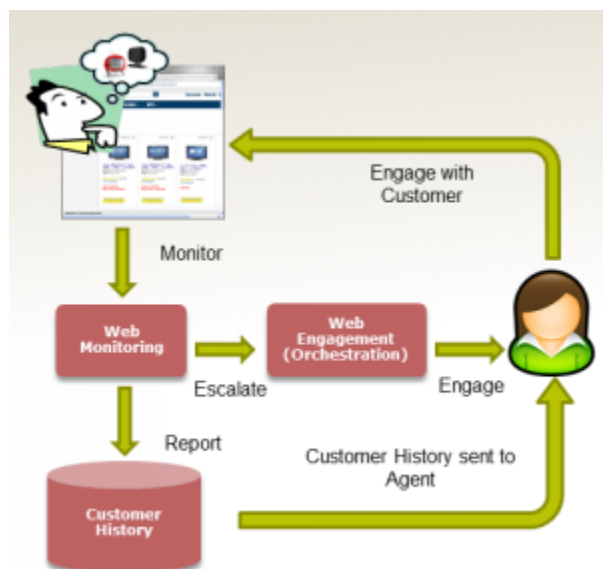 Engage with
Customer
Monitor
Web
Monitoring
Web
Engagement
(Orchestration)
Escalate
Engage
Report
Customer History sent to
Agent
Customer
History